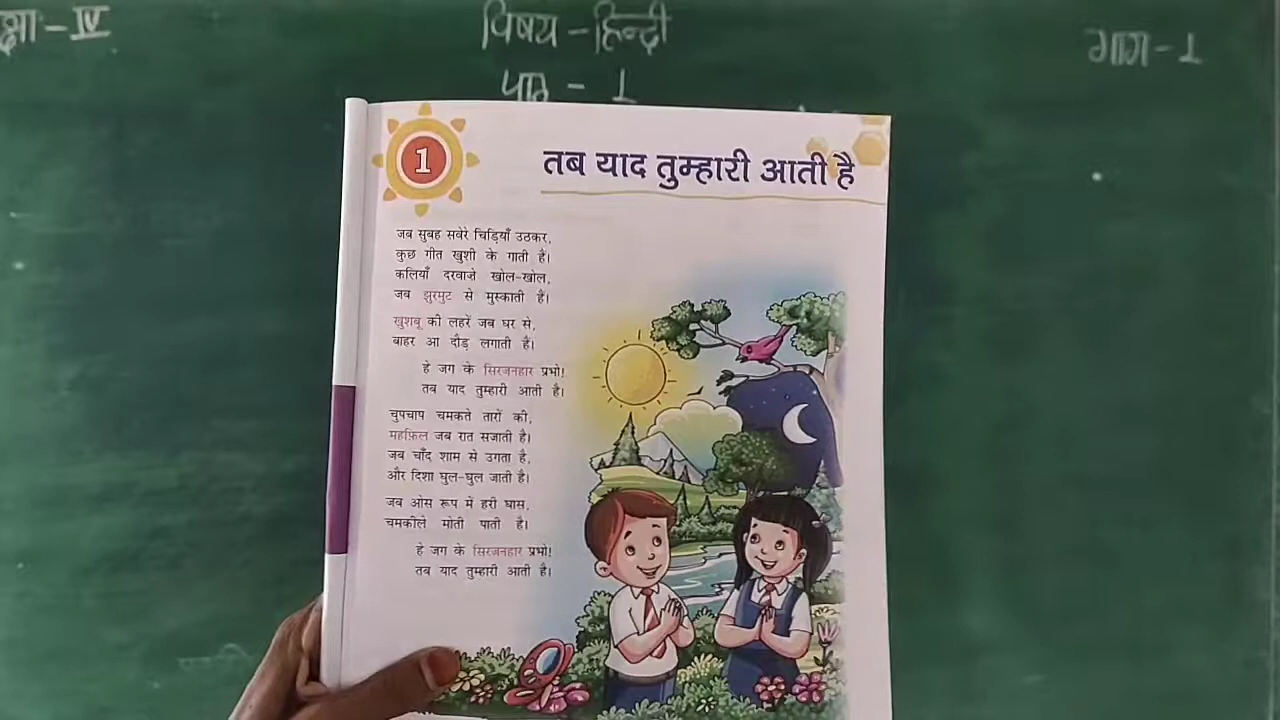 क्षा - IV
विषय - हिन्दी
भाग - 1
पाठ - 1
1
तब याद तुम्हारी आती है
जब सुबह सवेरे चिड़ियाँ उठकर,
कुछ गीत खुशी के गाती हैं।
कलियाँ दरवाज़े खोल-खोल,
जब झुरमुट से मुस्काती हैं।
खुशबू की लहरें जब घर से,
बाहर आ दौड़ लगाती हैं।
हे जग के सिरजनहार प्रभो!
तब याद तुम्हारी आती है।
चुपचाप चमकते तारों की,
महफ़िल जब रात सजाती है।
जब चाँद शाम से उगता है,
और दिशा घुल-घुल जाती है।
जब ओस रूप में हरी घास,
चमकीले मोती पाती है।
हे जग के सिरजनहार प्रभो!
तब याद तुम्हारी आती है।